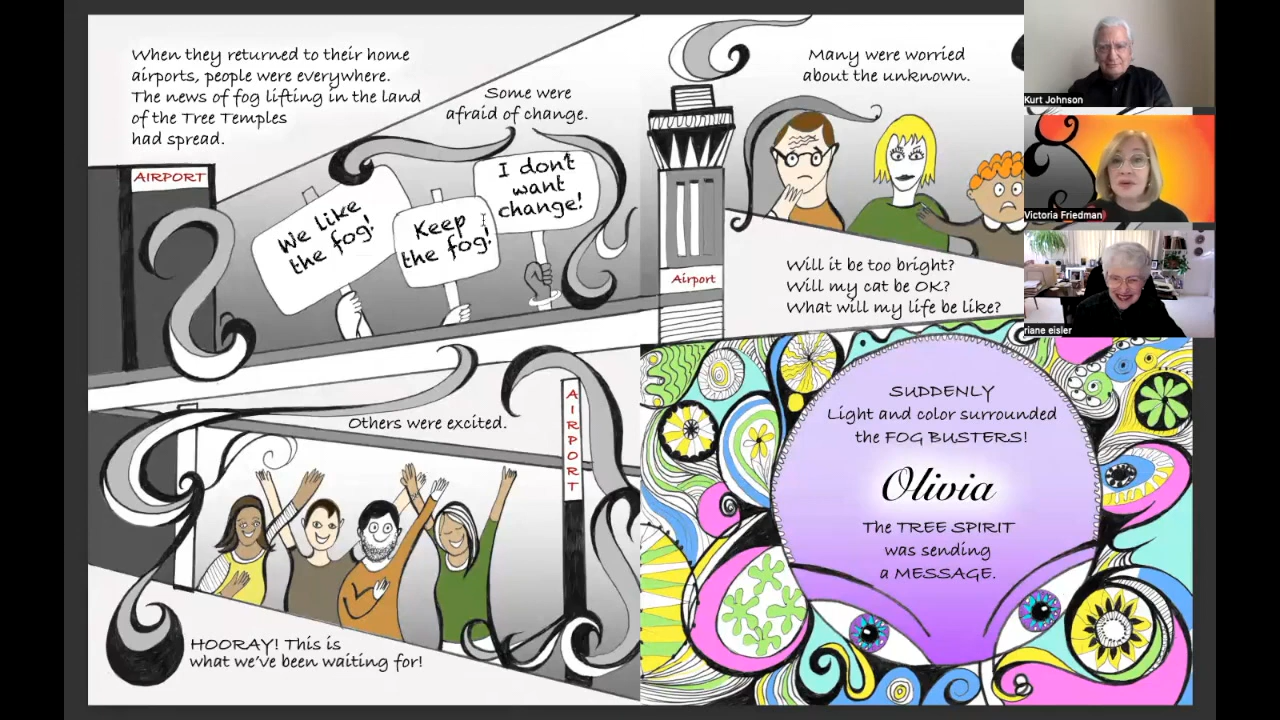 When they returned to their home
airports, people were everywhere.
The news of fog lifting in the land
of the Tree Temples
had spread.
Some were
afraid of change.
AIRPORT
We like
the fog!
Keep
the fog!
I don't
want
change!
Many were worried
about the unknown.
Airport
Will it be too bright?
Will my cat be OK?
What will my life be like?
Others were excited.
AIRPORT
HOORAY! This is
what we've been waiting for!
SUDDENLY
Light and color surrounded
the FOG BUSTERS!
Olivia
The TREE SPIRIT
was sending
a MESSAGE.
Kurt Johnson
Victoria Friedman
riane eisler